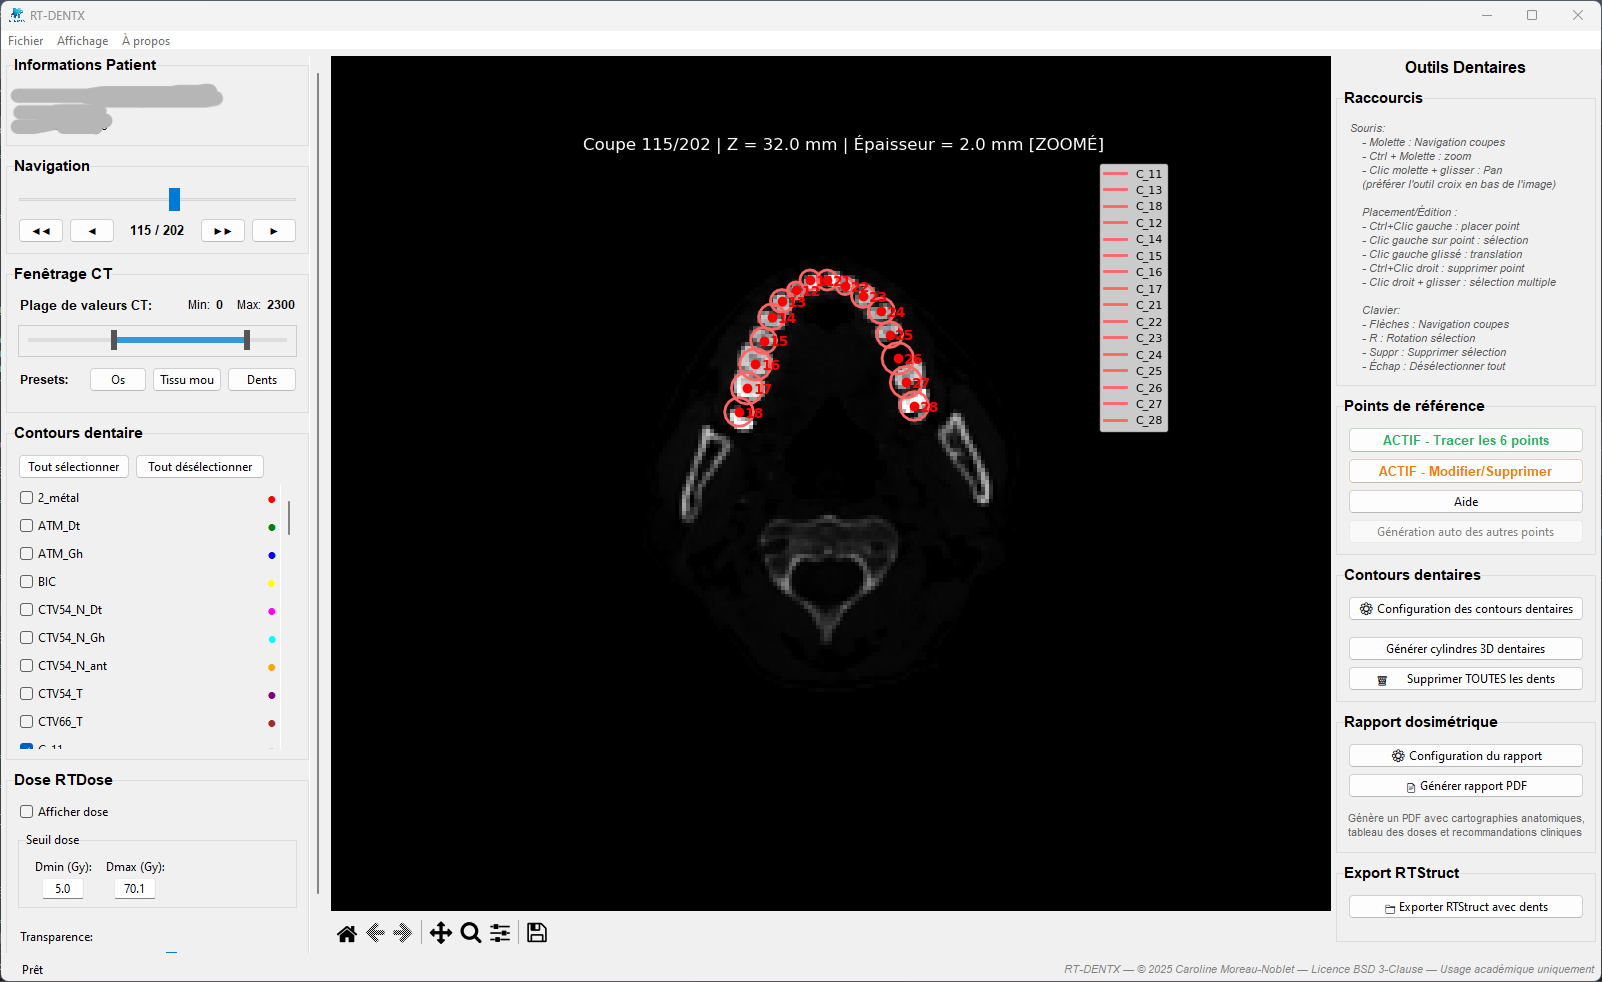 RT-DENTX
Fichier Affichage À propos
Informations Patient
Navigation
115 / 202
Fenêtrage CT
Plage de valeurs CT: Min: 0 Max: 2300
Presets: Os Tissu mou Dents
Contours dentaire
Tout sélectionner Tout désélectionner
2_métal
ATM_Dt
ATM_Gh
BIC
CTV54_N_Dt
CTV54_N_Gh
CTV54_N_ant
CTV54_T
CTV66_T
C_11
Dose RTDose
Afficher dose
Seuil dose
Dmin (Gy): Dmax (Gy):
5.0 70.1
Transparence:
Prêt
Coupe 115/202 | Z = 32.0 mm | Épaisseur = 2.0 mm [ZOOMÉ]
C_11
C_13
C_18
C_12
C_14
C_15
C_16
C_17
C_21
C_22
C_23
C_24
C_25
C_26
C_27
C_28
12 22
13 23
14 24
15 25
16 26
17 27
18 28
Outils Dentaires
Raccourcis
Souris:
- Molette : Navigation coupes
- Ctrl + Molette : zoom
- Clic molette + glisser : Pan
(préférer l'outil croix en bas de l'image)
Placement/Édition :
- Ctrl+Clic gauche : placer point
- Clic gauche sur point : sélection
- Clic gauche glissé : translation
- Ctrl+Clic droit : supprimer point
- Clic droit + glisser : sélection multiple
Clavier:
- Flèches : Navigation coupes
- R : Rotation sélection
- Suppr : Supprimer sélection
- Échap : Désélectionner tout
Points de référence
ACTIF - Tracer les 6 points
ACTIF - Modifier/Supprimer
Aide
Génération auto des autres points
Contours dentaires
Configuration des contours dentaires
Générer cylindres 3D dentaires
Supprimer TOUTES les dents
Rapport dosimétrique
Configuration du rapport
Générer rapport PDF
Génère un PDF avec cartographies anatomiques,
tableau des doses et recommandations cliniques
Export RTStruct
Exporter RTStruct avec dents
RT-DENTX — © 2025 Caroline Moreau-Noblet — Licence BSD 3-Clause — Usage académique uniquement